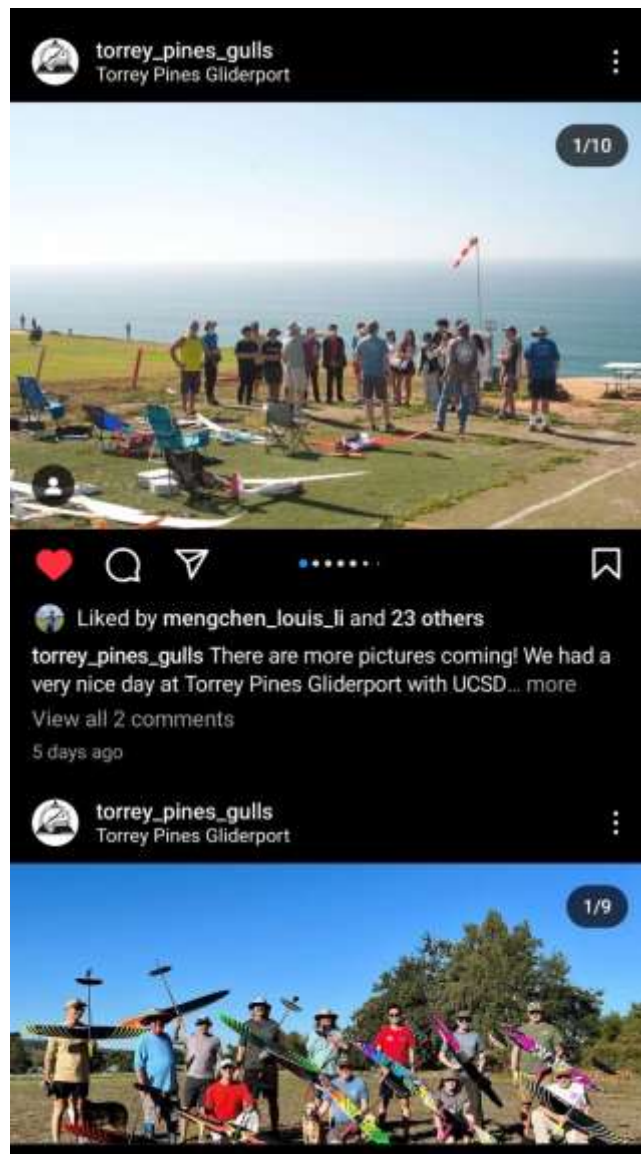 torrey_pines_gulls
Torrey Pines Gliderport
1/10
Liked by mengchen_louis_li and 23 others
torrey_pines_gulls There are more pictures coming! We had a
very nice day at Torrey Pines Gliderport with UCSD... more
View all 2 comments
5 days ago
torrey_pines_gulls
Torrey Pines Gliderport
1/9